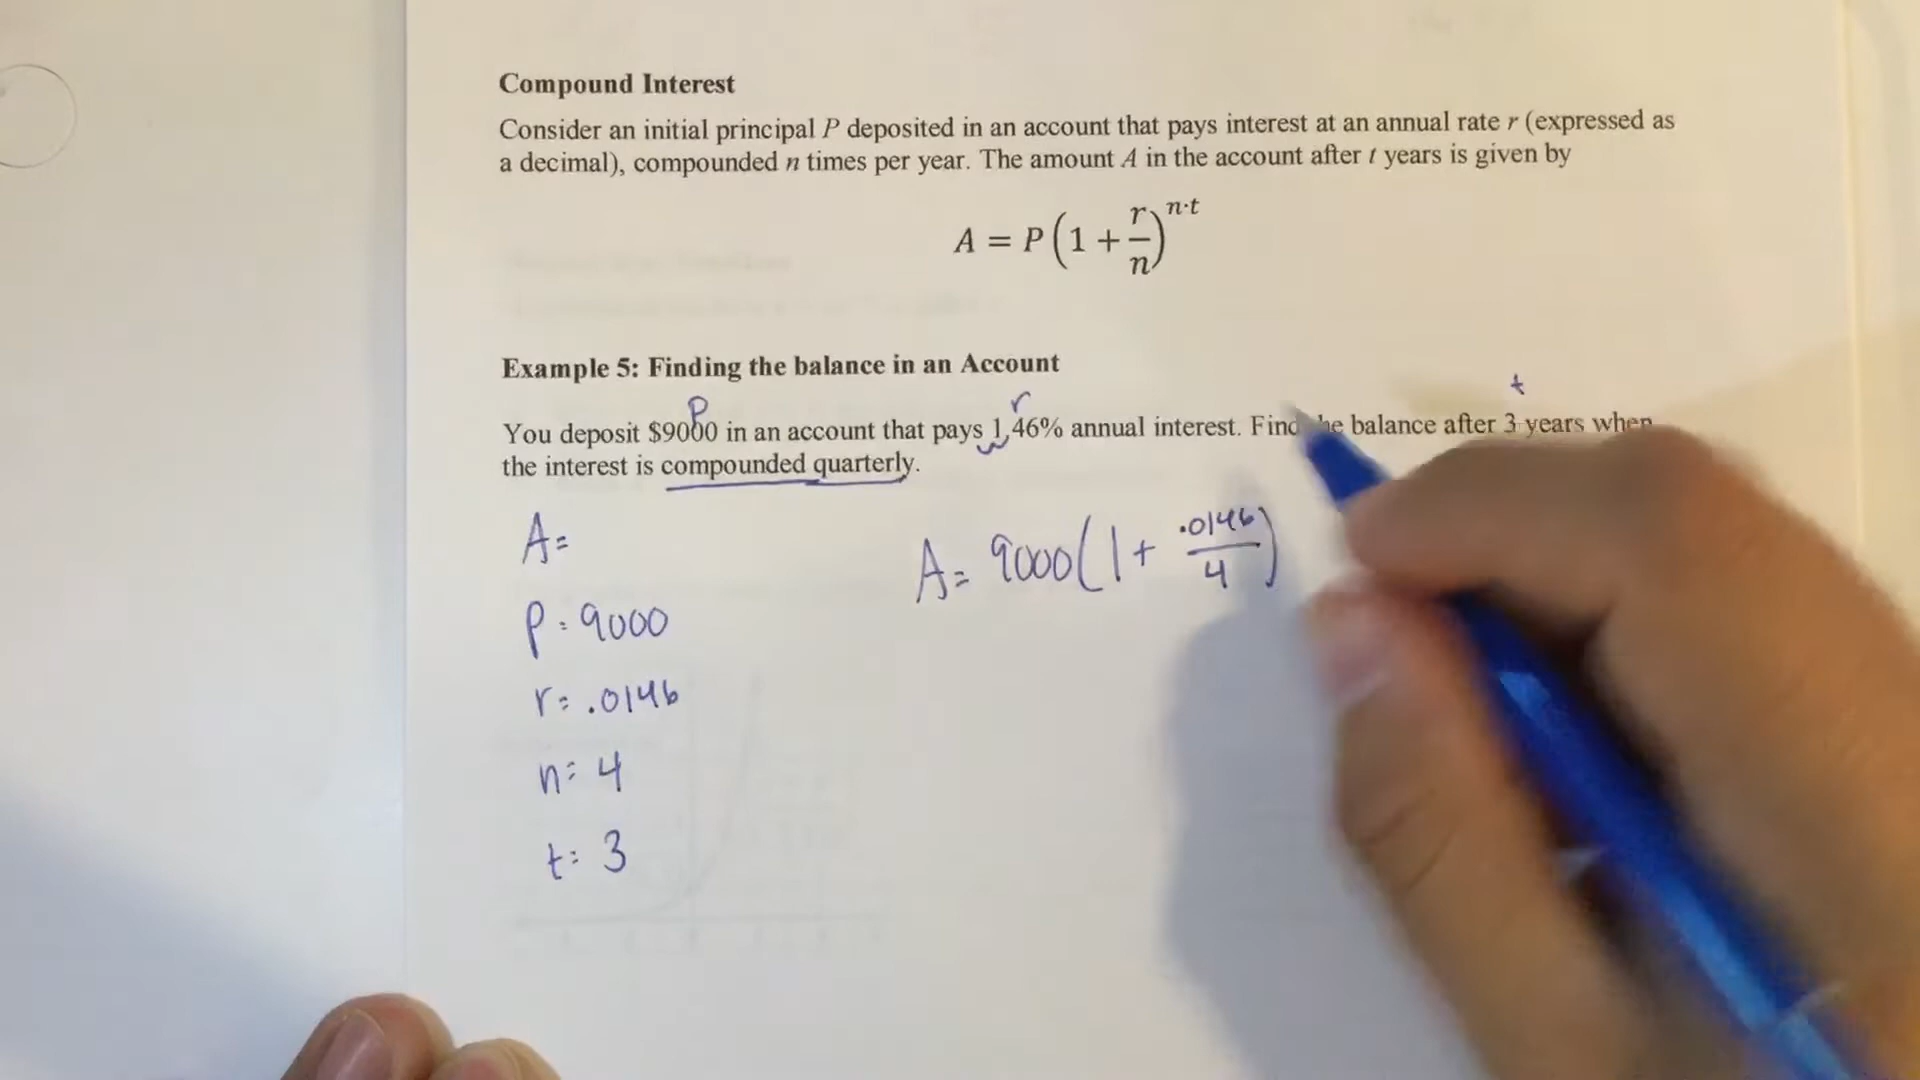 Compound Interest
Consider an initial principal P deposited in an account that pays interest at an annual rate r (expressed as
a decimal), compounded n times per year. The amount A in the account after t years is given by
A = P(1 + r/n)^n·t
Example 5: Finding the balance in an Account
P r t
You deposit $9000 in an account that pays 1.46% annual interest. Find the balance after 3 years when
the interest is compounded quarterly.
A=
A= 9000(1 + .0146/4)
P= 9000
r= .0146
n= 4
t= 3